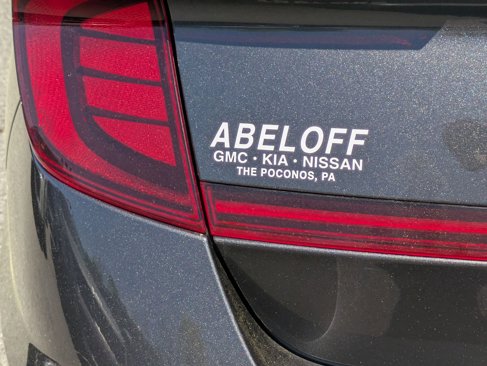 ABELOFF
GMC • KIA • NISSAN
THE POCONOS, PA